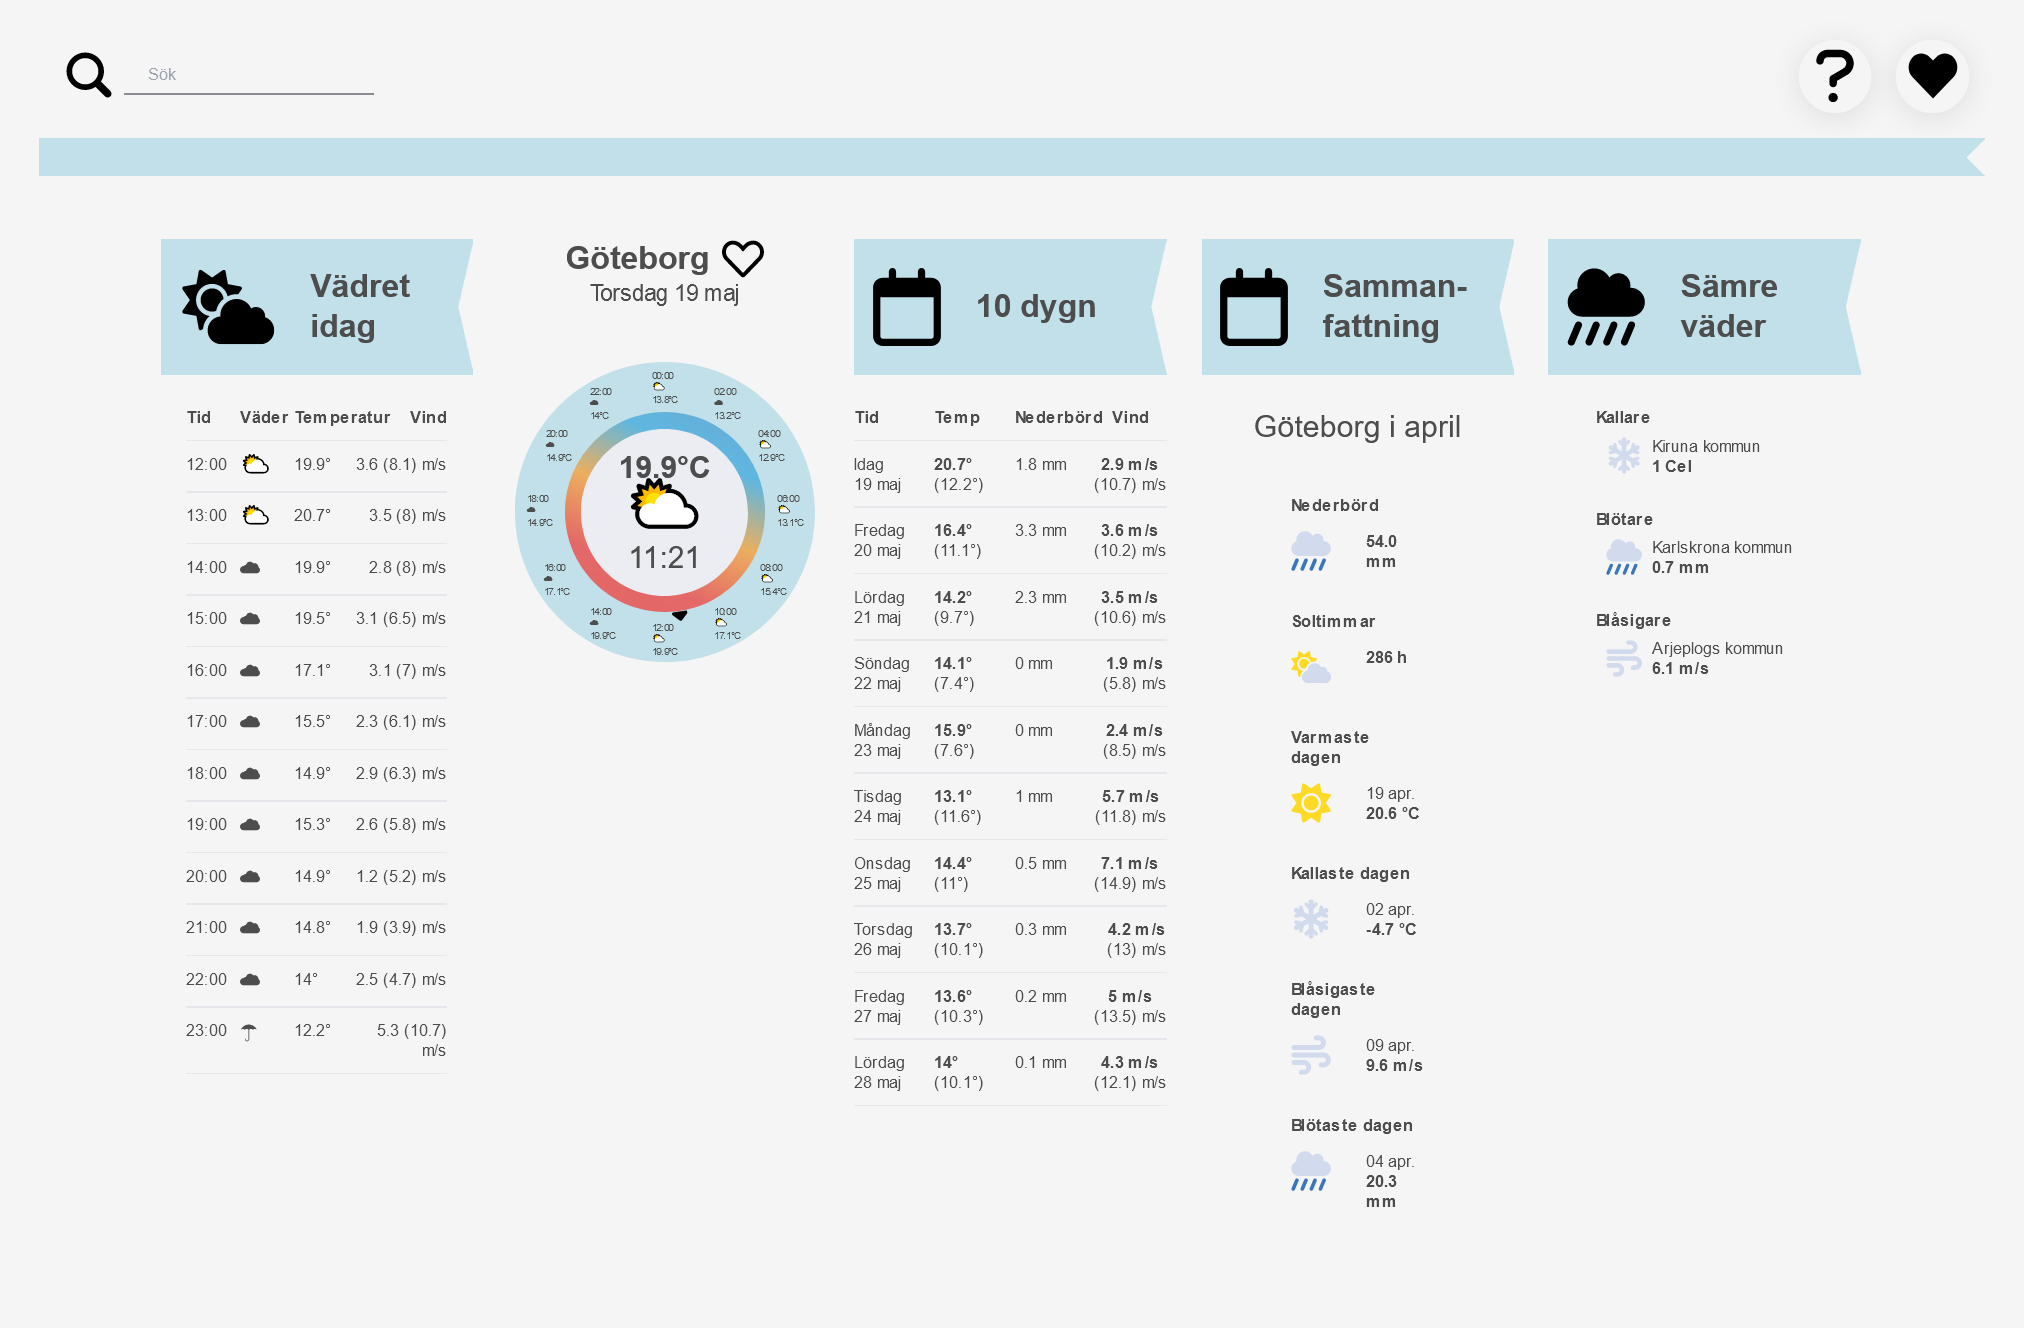 Sök
Vädret
idag
Tid Väder Temperatur Vind
12:00 19.9° 3.6 (8.1) m/s
13:00 20.7° 3.5 (8) m/s
14:00 19.9° 2.8 (8) m/s
15:00 19.5° 3.1 (6.5) m/s
16:00 17.1° 3.1 (7) m/s
17:00 15.5° 2.3 (6.1) m/s
18:00 14.9° 2.9 (6.3) m/s
19:00 15.3° 2.6 (5.8) m/s
20:00 14.9° 1.2 (5.2) m/s
21:00 14.8° 1.9 (3.9) m/s
22:00 14° 2.5 (4.7) m/s
23:00 12.2° 5.3 (10.7)
m/s
Göteborg
Torsdag 19 maj
00:00
13.8°C
02:00
13.2°C
04:00
12.9°C
06:00
13.1°C
08:00
15.4°C
10:00
17.1°C
12:00
19.9°C
14:00
19.9°C
16:00
17.1°C
18:00
14.9°C
20:00
14.9°C
22:00
14°C
19.9°C
11:21
10 dygn
Tid Temp Nederbörd Vind
Idag 20.7° 1.8 mm 2.9 m/s
19 maj (12.2°) (10.7) m/s
Fredag 16.4° 3.3 mm 3.6 m/s
20 maj (11.1°) (10.2) m/s
Lördag 14.2° 2.3 mm 3.5 m/s
21 maj (9.7°) (10.6) m/s
Söndag 14.1° 0 mm 1.9 m/s
22 maj (7.4°) (5.8) m/s
Måndag 15.9° 0 mm 2.4 m/s
23 maj (7.6°) (8.5) m/s
Tisdag 13.1° 1 mm 5.7 m/s
24 maj (11.6°) (11.8) m/s
Onsdag 14.4° 0.5 mm 7.1 m/s
25 maj (11°) (14.9) m/s
Torsdag 13.7° 0.3 mm 4.2 m/s
26 maj (10.1°) (13) m/s
Fredag 13.6° 0.2 mm 5 m/s
27 maj (10.3°) (13.5) m/s
Lördag 14° 0.1 mm 4.3 m/s
28 maj (10.1°) (12.1) m/s
Samman-
fattning
Göteborg i april
Nederbörd
54.0
mm
Soltimmar
286 h
Varmaste
dagen
19 apr.
20.6 °C
Kallaste dagen
02 apr.
-4.7 °C
Blåsigaste
dagen
09 apr.
9.6 m/s
Blötaste dagen
04 apr.
20.3
mm
Sämre
väder
Kallare
Kiruna kommun
1 Cel
Blötare
Karlskrona kommun
0.7 mm
Blåsigare
Arjeplogs kommun
6.1 m/s